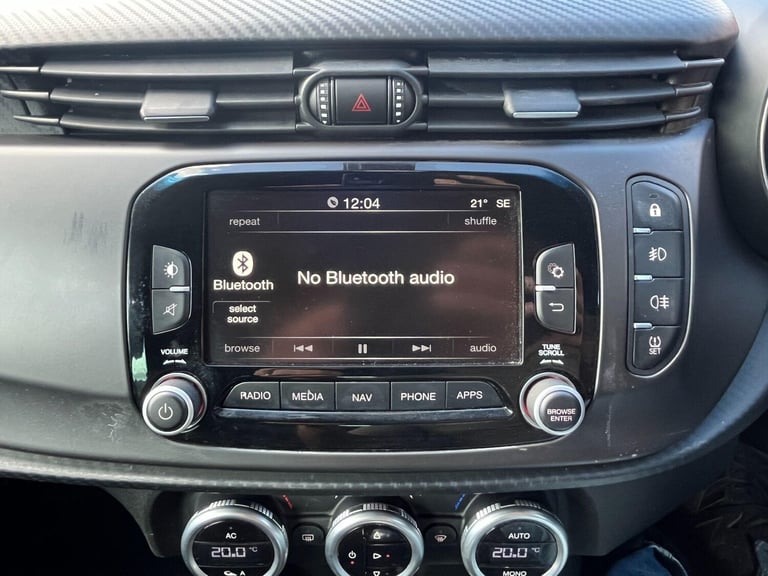 12:04 21° SE
repeat shuffle
Bluetooth No Bluetooth audio
select
source
browse audio
VOLUME TUNE
SCROLL
RADIO MEDIA NAV PHONE APPS
BROWSE
ENTER
SET
AC AUTO
20.0 °C 20.0 °C
A MONO